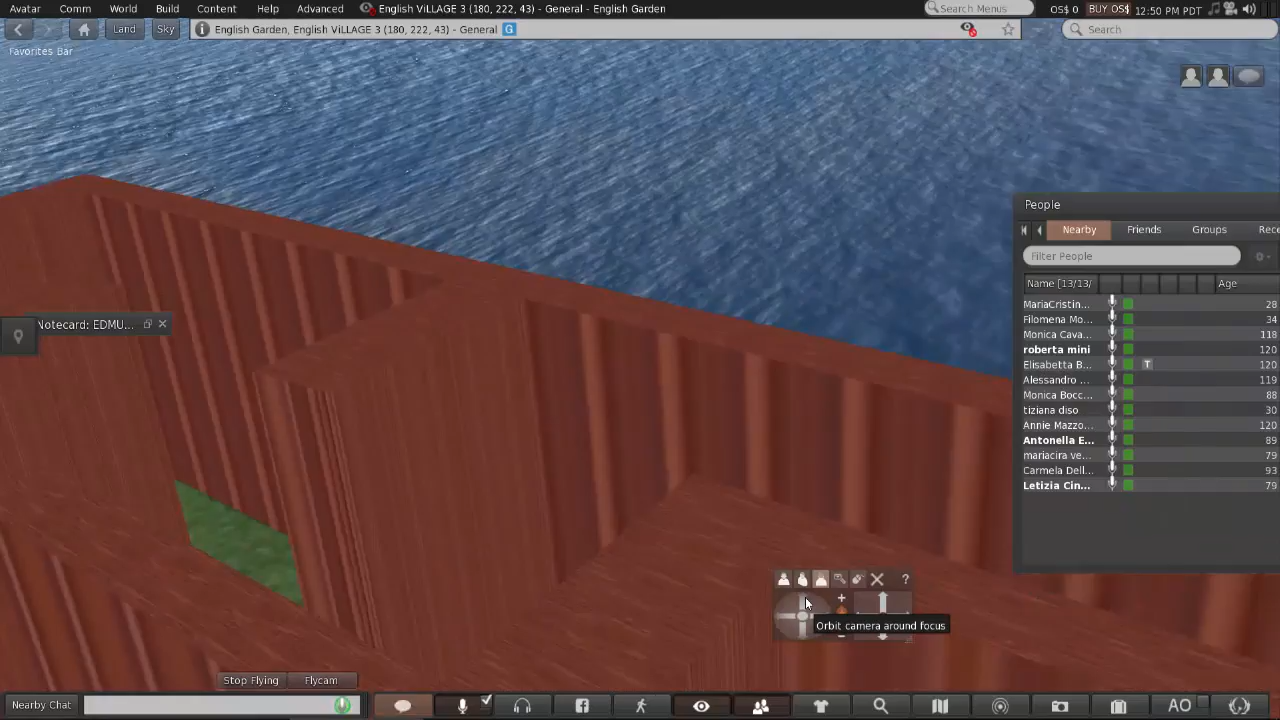 Avatar Comm World Build Content Help Advanced English ViLLAGE 3 (180, 222, 43) - General - English Garden Search Menus OS$ 0 BUY OS$ 12:50 PM PDT
Land Sky English Garden, English ViLLAGE 3 (180, 222, 43) - General G Search
Favorites Bar
People
Nearby Friends Groups Rece
Filter People
Name [13/13/ Age
MariaCristin... 28
Filomena Mo... 34
Monica Cava... 118
roberta mini 120
Elisabetta B... T 120
Alessandro ... 119
Monica Bocc... 88
tiziana diso 30
Annie Mazzo... 120
Antonella E... 89
mariacira ve... 79
Carmela Dell... 93
Letizia Cin... 79
Notecard: EDMU...
?
Orbit camera around focus
Stop Flying Flycam
Nearby Chat AO